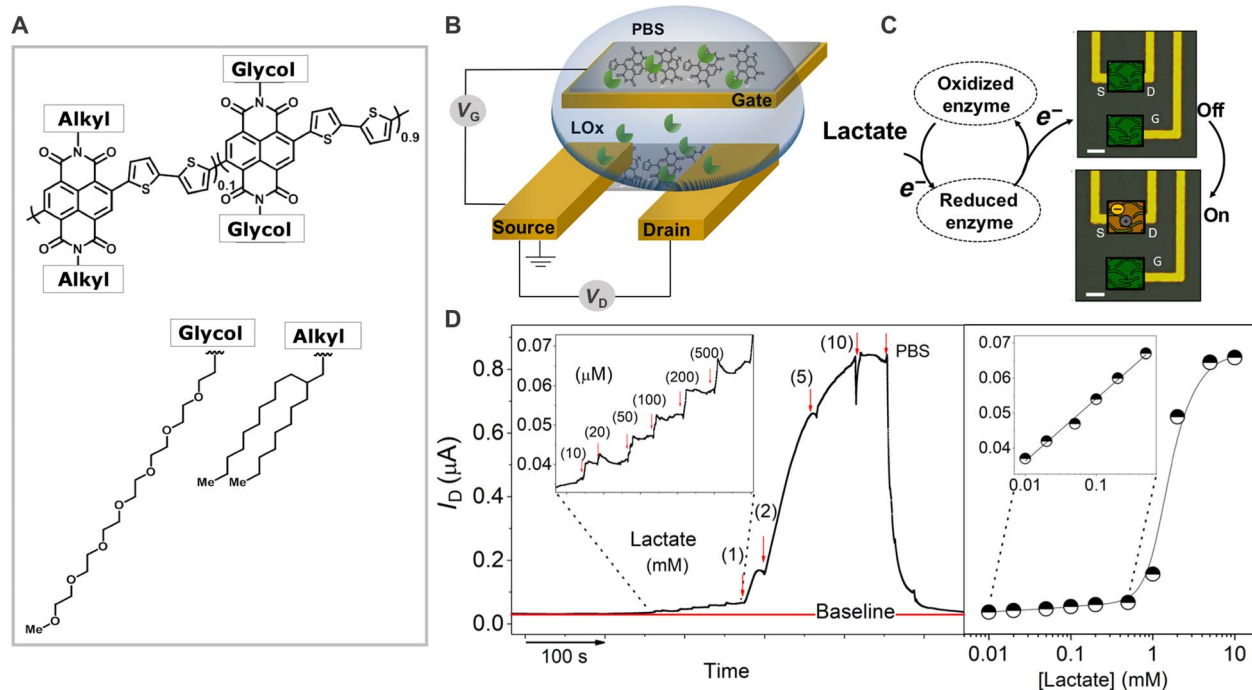 A
Glycol
Alkyl
O
N
O
O
N
O
S
S
0.9
S
S
0.1
O
N
O
O
N
O
Glycol
Alkyl
Glycol
Alkyl
O
O
O
O
O
O
O
Me
Me
Me
B
PBS
Gate
LOx
Source
Drain
VG
VD
C
Oxidized
enzyme
Lactate
e−
e−
Reduced
enzyme
S
D
G
Off
On
S
D
G
D
ID (μA)
0.8
0.6
0.4
0.2
0.0
0.07
0.06
0.05
0.04
(μM)
(10)
(20)
(50)
(100)
(200)
(500)
Lactate
(mM)
(1)
(2)
(5)
(10)
PBS
Baseline
100 s
Time
0.07
0.06
0.05
0.04
0.01
0.1
0.01
0.1
1
10
[Lactate] (mM)